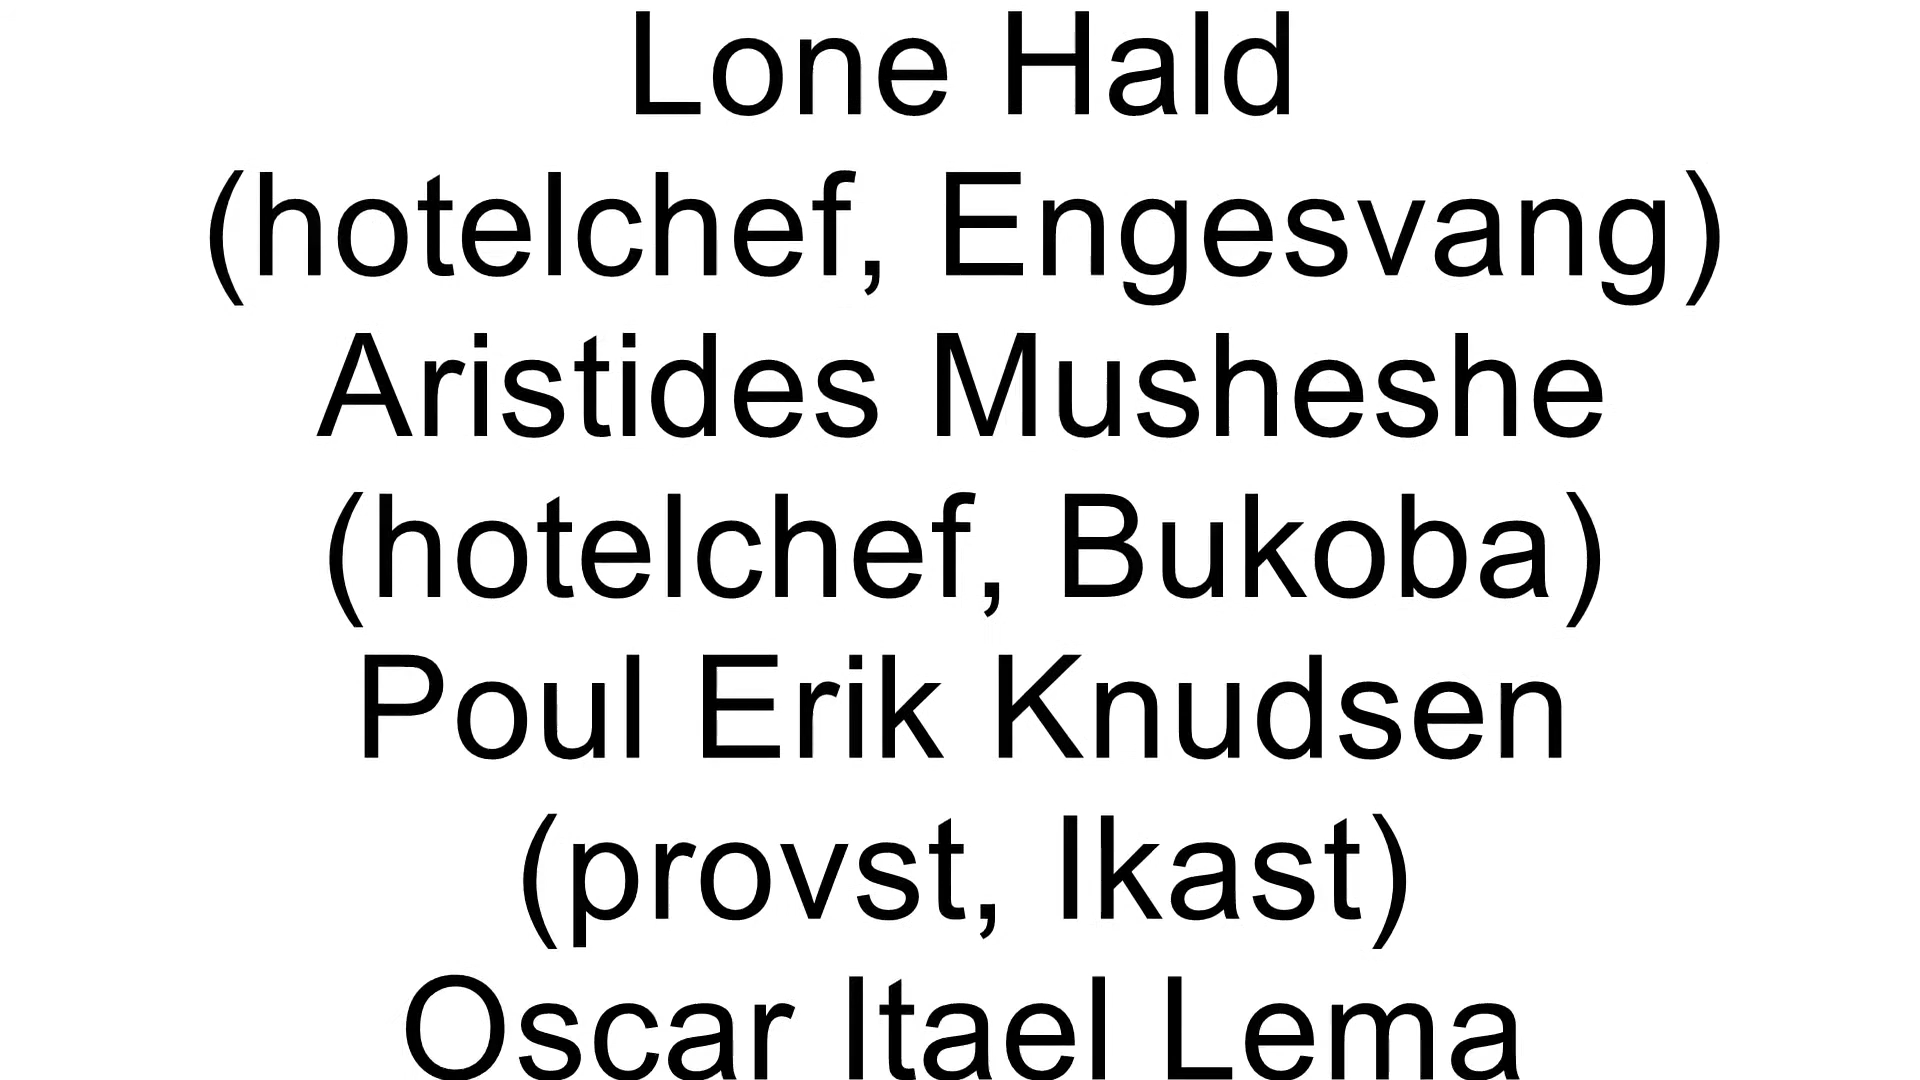 Lone Hald
(hotelchef, Engesvang)
Aristides Musheshe
(hotelchef, Bukoba)
Poul Erik Knudsen
(provst, Ikast)
Oscar Itael Lema